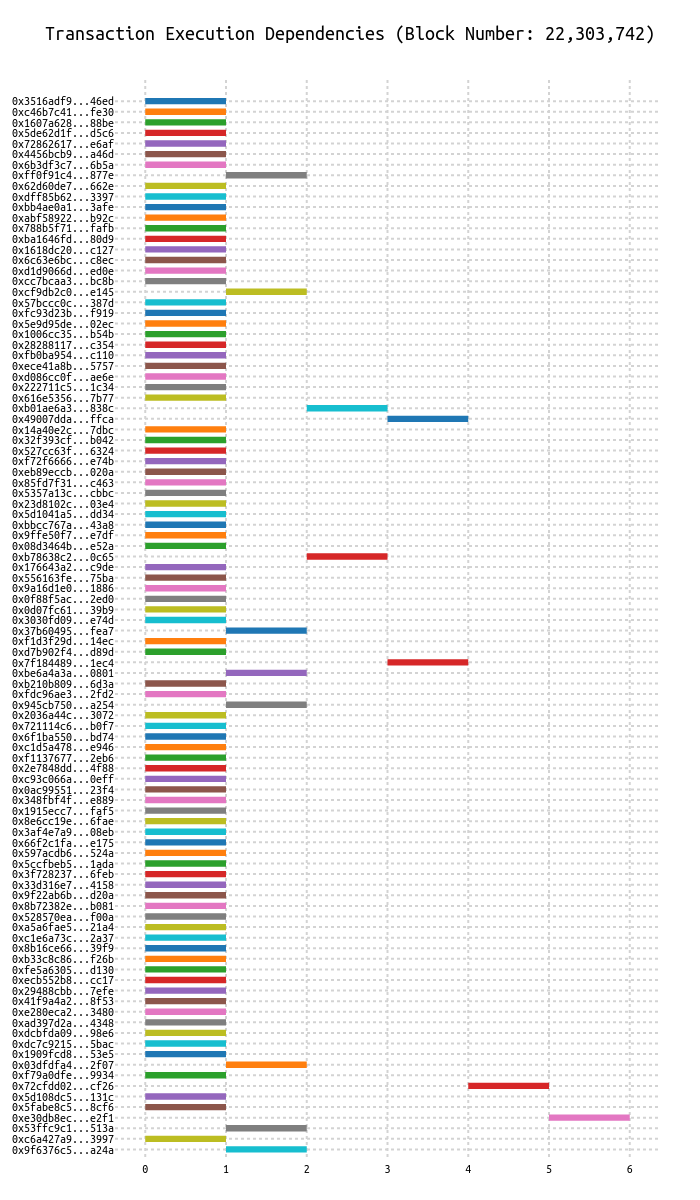 Transaction Execution Dependencies (Block Number: 22,303,742)
0x3516adf9...46ed
0xc46b7c41...fe30
0x1607a628...88be
0x5de62d1f...d5c6
0x72862617...e6af
0x4456bcb9...a46d
0x6b3df3c7...6b5a
0xff0f91c4...877e
0x62d60de7...662e
0xdff85b62...3397
0xbb4ae0a1...3afe
0xabf58922...b92c
0x788b5f71...fafb
0xba1646fd...80d9
0x1618dc20...c127
0x6c63e6bc...c8ec
0xd1d9066d...ed0e
0xcc7bcaa3...bc8b
0xcf9db2c0...e145
0x57bccc0c...387d
0xfc93d23b...f919
0x5e9d95de...02ec
0x1006cc35...b54b
0x28288117...c354
0xfb0ba954...c110
0xece41a8b...5757
0xd086cc0f...ae6e
0x222711c5...1c34
0x616e5356...7b77
0xb01ae6a3...838c
0x49007dda...ffca
0x14a40e2c...7dbc
0x32f393cf...b042
0x527cc63f...6324
0xf72f6666...e74b
0xeb89eccb...020a
0x85fd7f31...c463
0x5357a13c...cbbc
0x23d8102c...03e4
0x5d1041a5...dd34
0xbbcc767a...43a8
0x9ffe50f7...e7df
0x08d3464b...e52a
0xb78638c2...0c65
0x176643a2...c9de
0x556163fe...75ba
0x9a16d1e0...1886
0x0f88f5ac...2ed0
0x0d07fc61...39b9
0x3030fd09...e74d
0x37b60495...fea7
0xf1d3f29d...14ec
0xd7b902f4...d89d
0x7f184489...1ec4
0xbe6a4a3a...0801
0xb210b809...6d3a
0xfdc96ae3...2fd2
0x945cb750...a254
0x2036a44c...3072
0x721114c6...b0f7
0x6f1ba550...bd74
0xc1d5a478...e946
0xf1137677...2eb6
0x2e7848dd...4f88
0xc93c066a...0eff
0x0ac99551...23f4
0x348fbf4f...e889
0x1915ecc7...faf5
0x8e6cc19e...6fae
0x3af4e7a9...08eb
0x66f2c1fa...e175
0x597acdb6...524a
0x5ccfbeb5...1ada
0x3f728237...6feb
0x33d316e7...4158
0x9f22ab6b...d20a
0x8b72382e...b081
0x528570ea...f00a
0xa5a6fae5...21a4
0xc1e6a73c...2a37
0x8b16ce66...39f9
0xb33c8c86...f26b
0xfe5a6305...d130
0xecb552b8...cc17
0x29488cbb...7efe
0x41f9a4a2...8f53
0xe280eca2...3480
0xad397d2a...4348
0xdcbfda09...98e6
0xdc7c9215...5bac
0x1909fcd8...53e5
0x03dfdfa4...2f07
0xf79a0dfe...9934
0x72cfdd02...cf26
0x5d108dc5...131c
0x5fabe8c5...8cf6
0xe30db8ec...e2f1
0x53ffc9c1...513a
0xc6a427a9...3997
0x9f6376c5...a24a
0 1 2 3 4 5 6